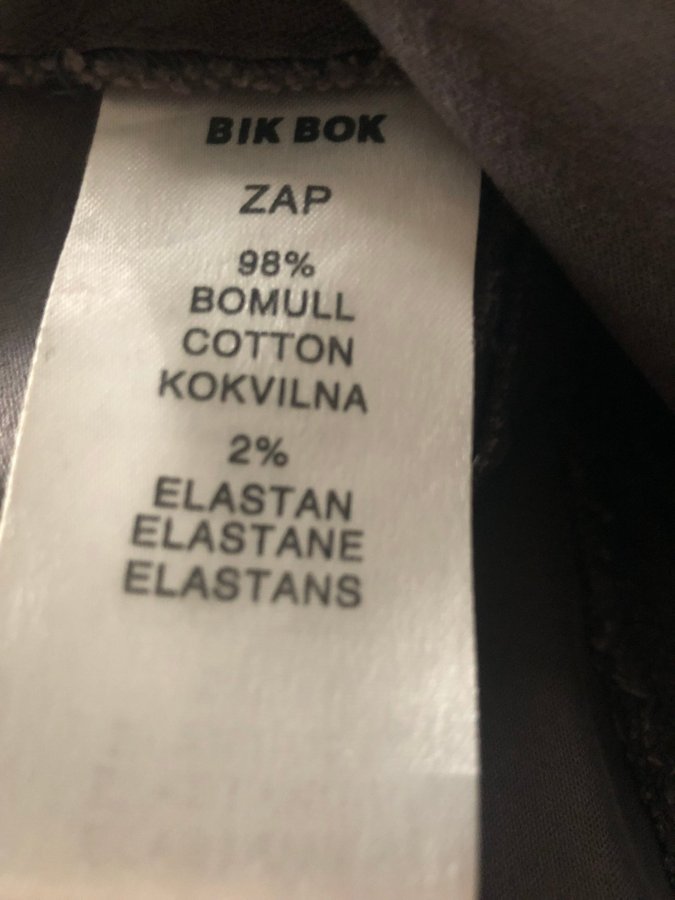 BIK BOK
ZAP
98%
BOMULL
COTTON
KOKVILNA
2%
ELASTAN
ELASTANE
ELASTANS